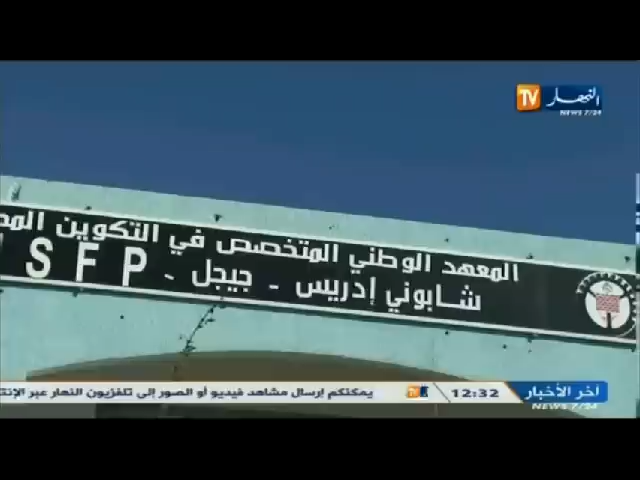 TV النهار
NEWS 7/24
المعهد الوطني المتخصص في التكوين
شابوني إدريس - جيجل - SFP
آخر الأخبار
NEWS 7/24
12:32
يمكنكم إرسال مشاهد فيديو أو الصور إلى تلفزيون النهار عبر